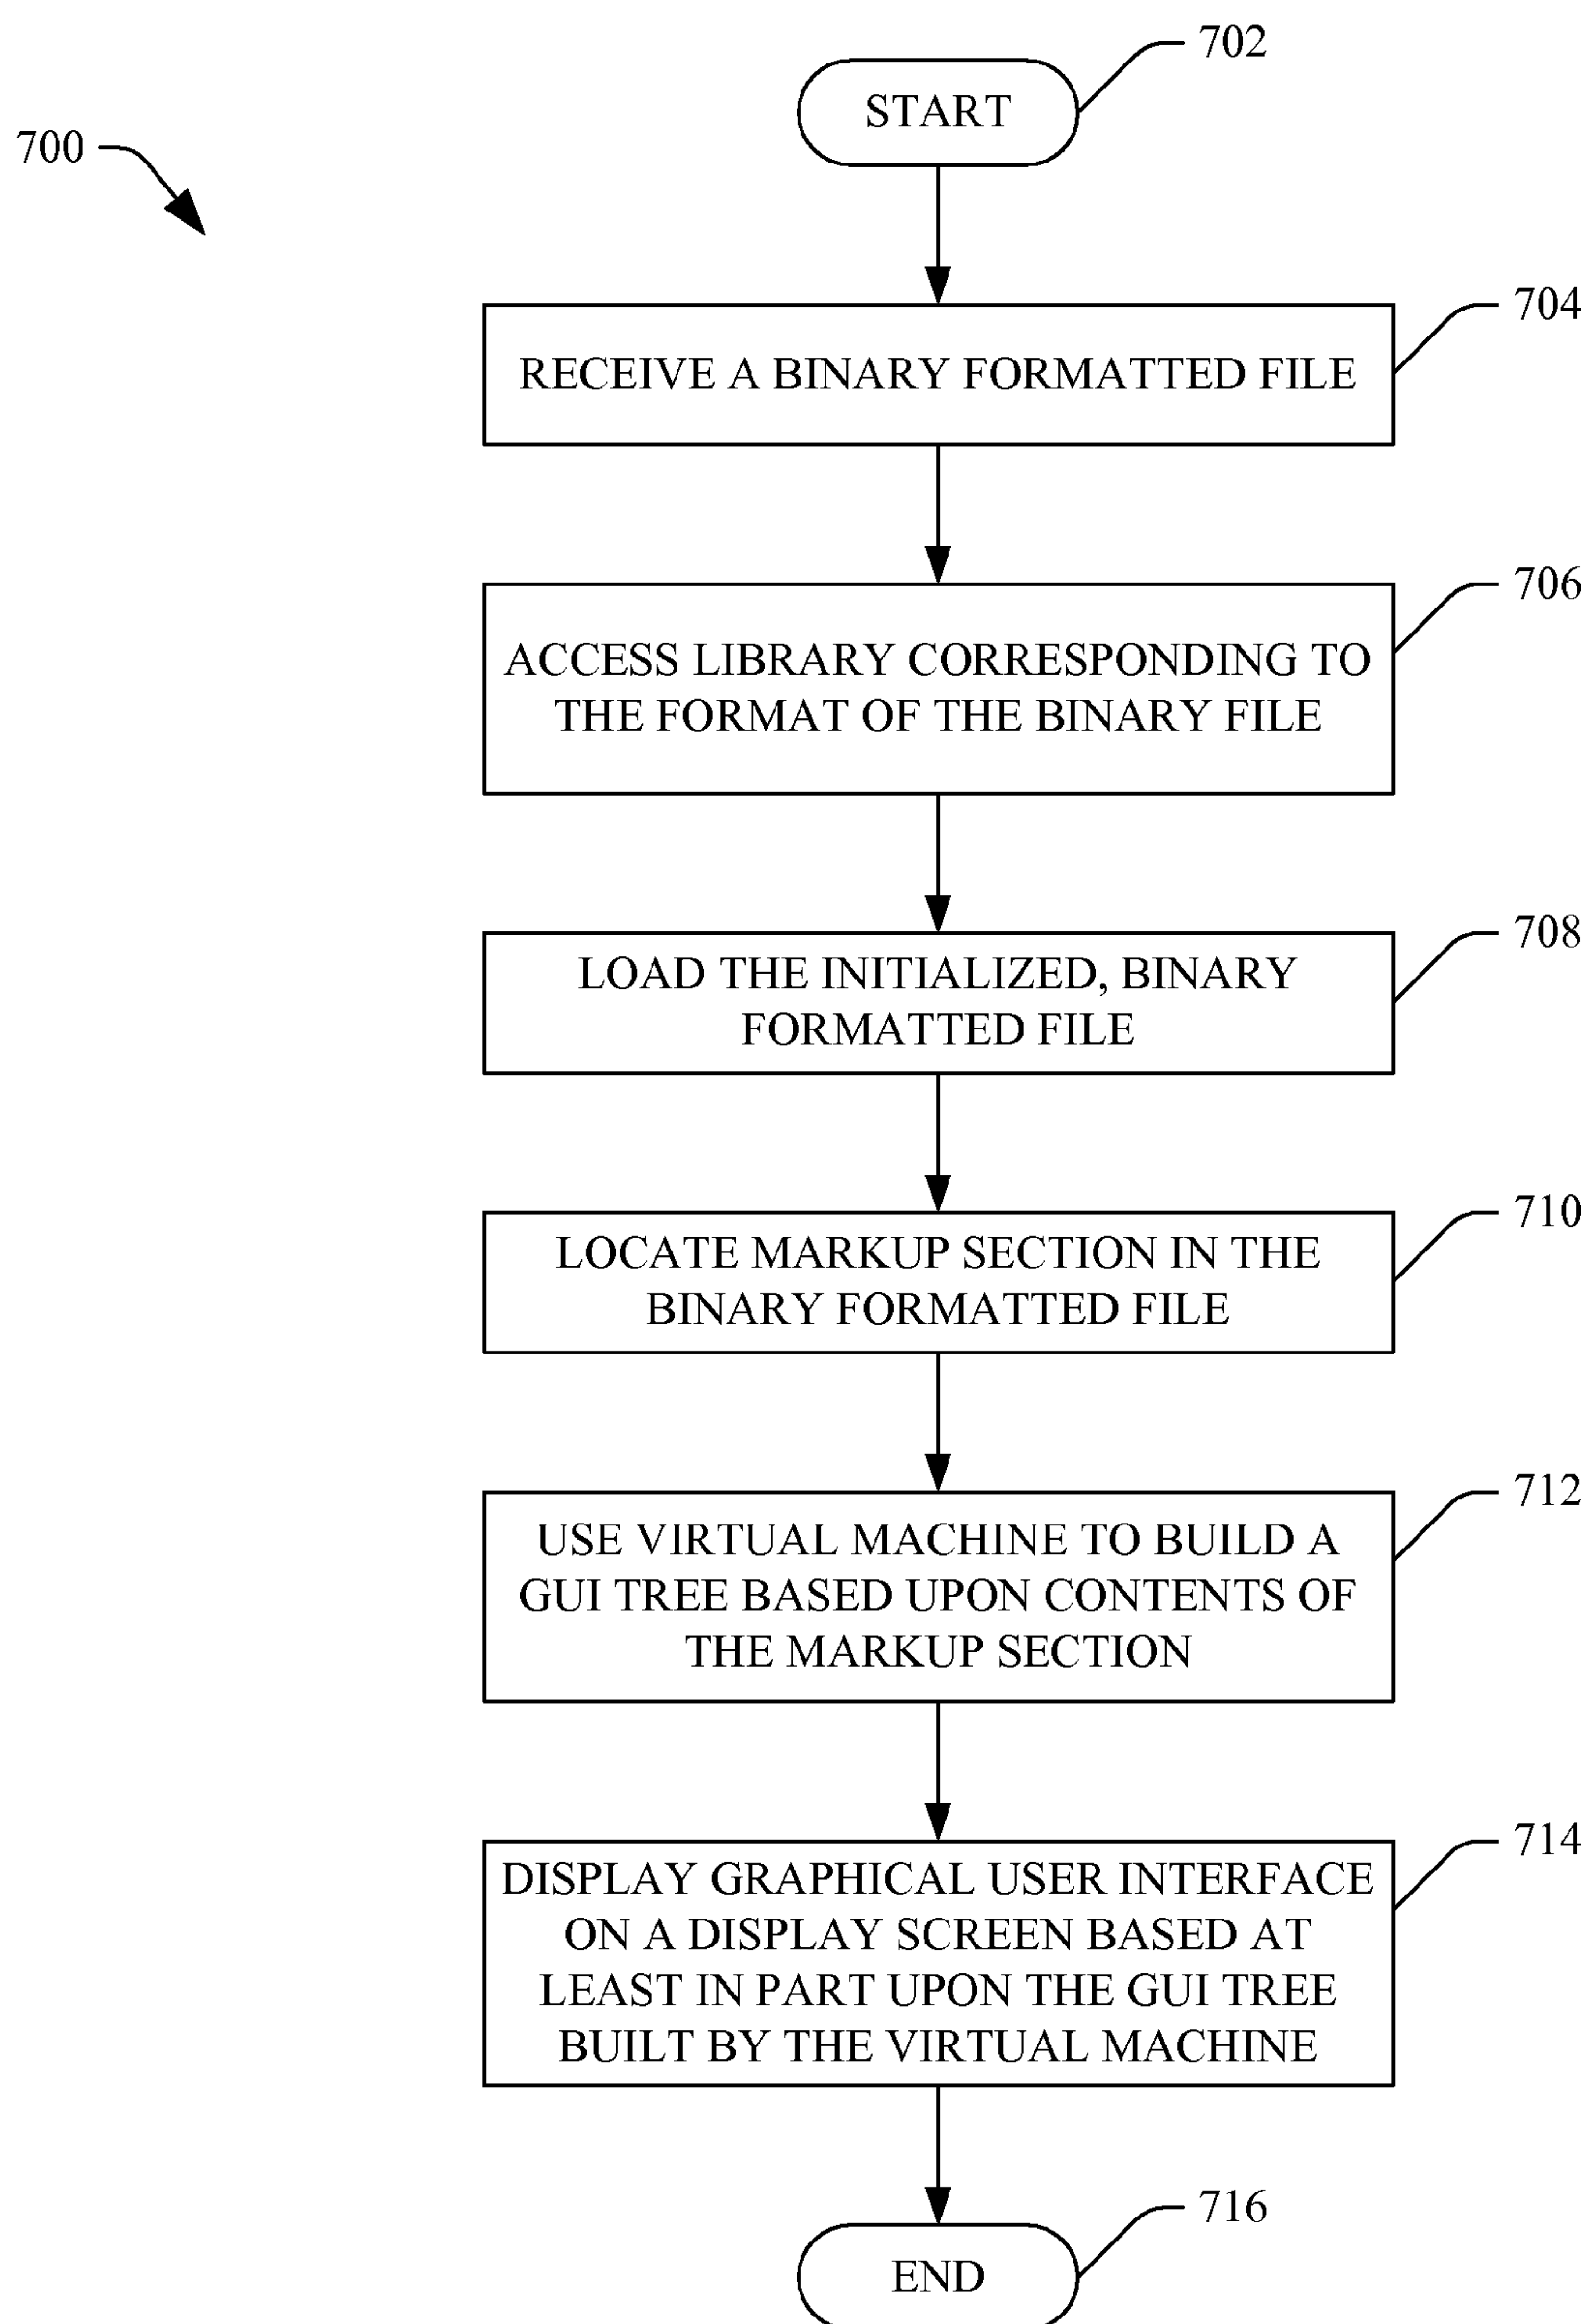 702
START
700
704
RECEIVE A BINARY FORMATTED FILE
706
ACCESS LIBRARY CORRESPONDING TO
THE FORMAT OF THE BINARY FILE
708
LOAD THE INITIALIZED, BINARY
FORMATTED FILE
710
LOCATE MARKUP SECTION IN THE
BINARY FORMATTED FILE
712
USE VIRTUAL MACHINE TO BUILD A
GUI TREE BASED UPON CONTENTS OF
THE MARKUP SECTION
714
DISPLAY GRAPHICAL USER INTERFACE
ON A DISPLAY SCREEN BASED AT
LEAST IN PART UPON THE GUI TREE
BUILT BY THE VIRTUAL MACHINE
716
END